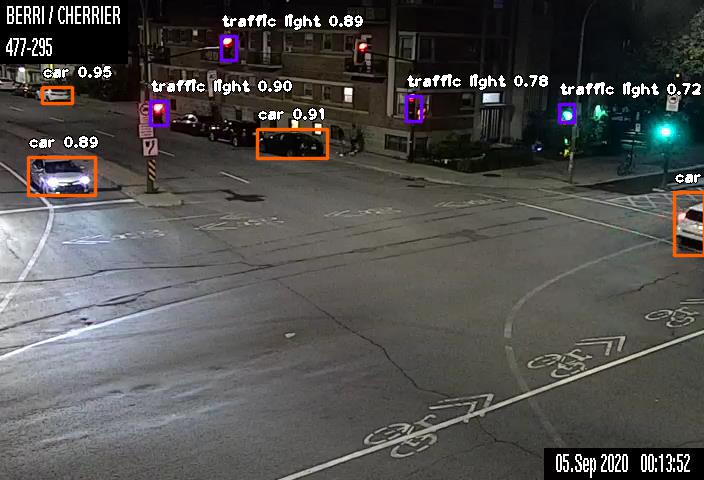 BERRI / CHERRIER
477-295
traffic light 0.89
car 0.95
traffic light 0.90
traffic light 0.78
traffic light 0.72
car 0.91
car 0.89
car
05.Sep 2020 00:13:52